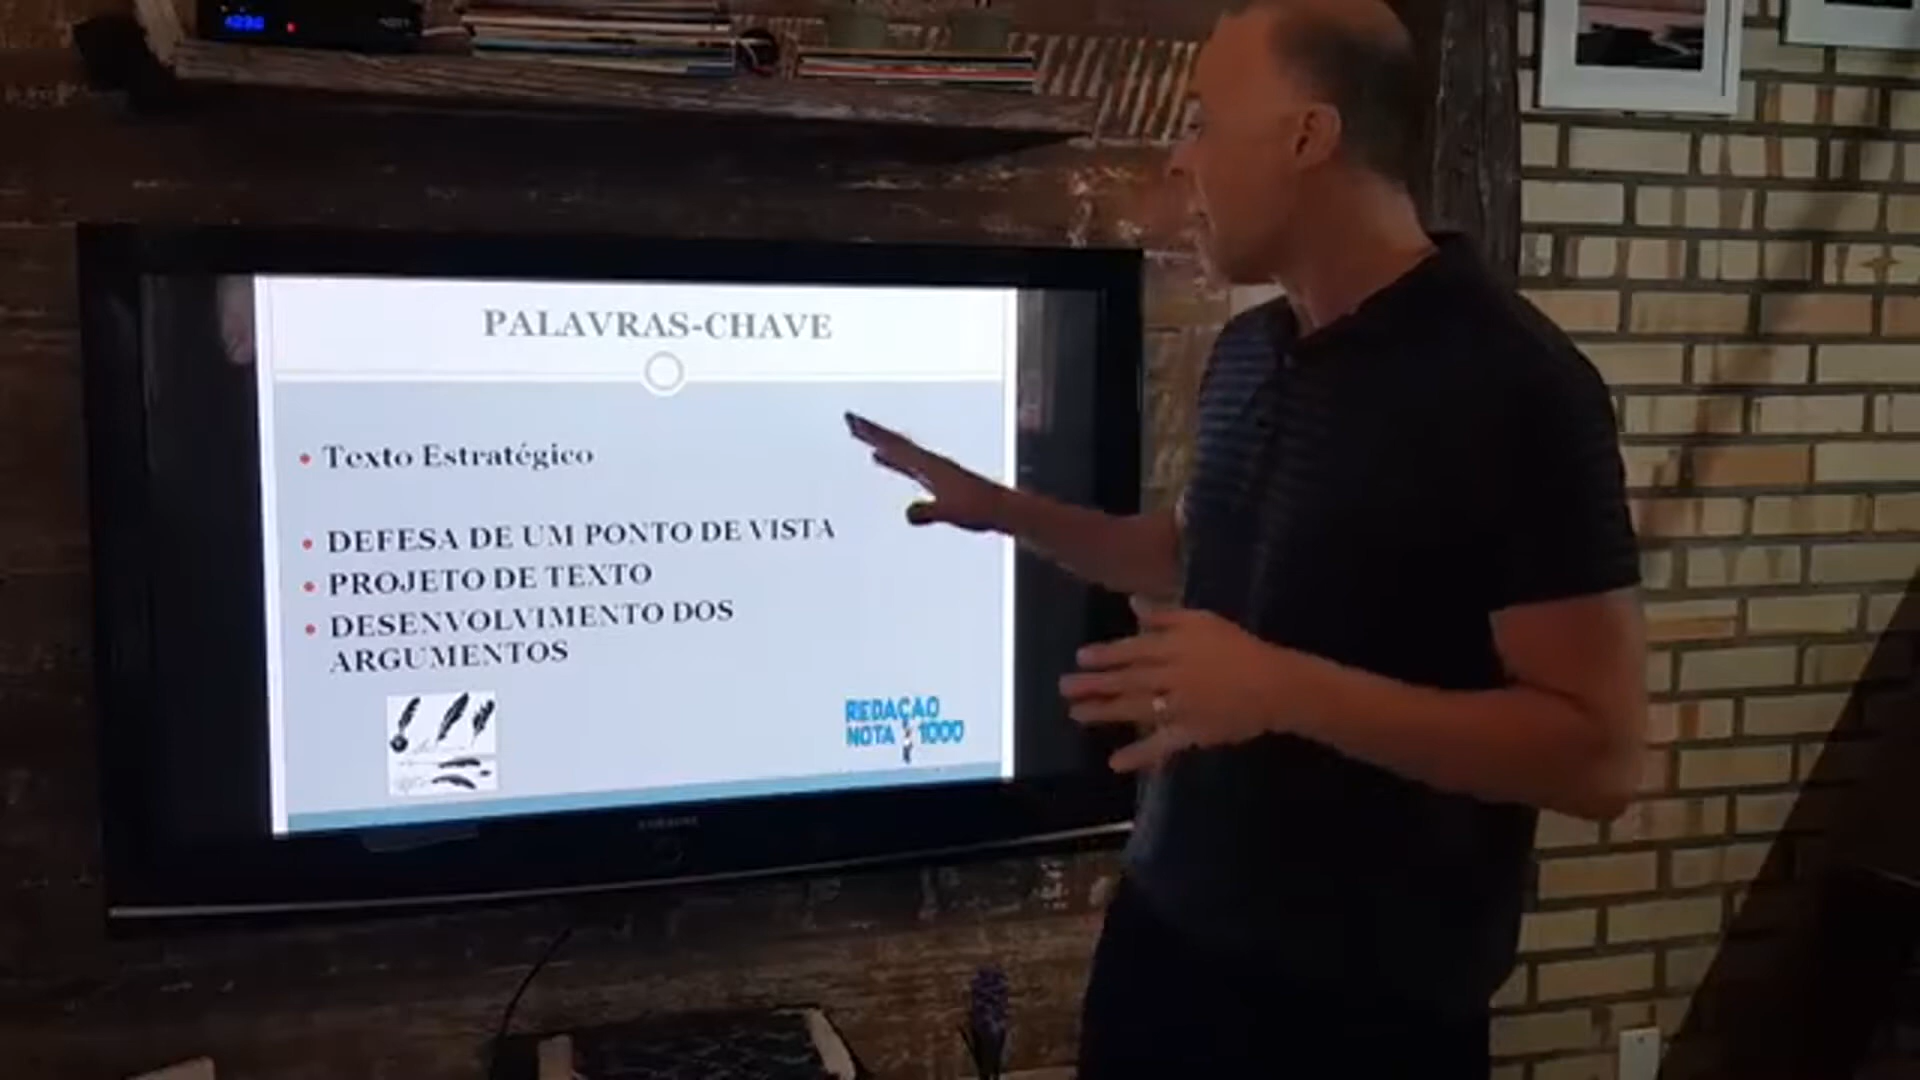 PALAVRAS-CHAVE
Texto Estratégico
DEFESA DE UM PONTO DE VISTA
PROJETO DE TEXTO
DESENVOLVIMENTO DOS
ARGUMENTOS
REDAÇÃO
NOTA 1000